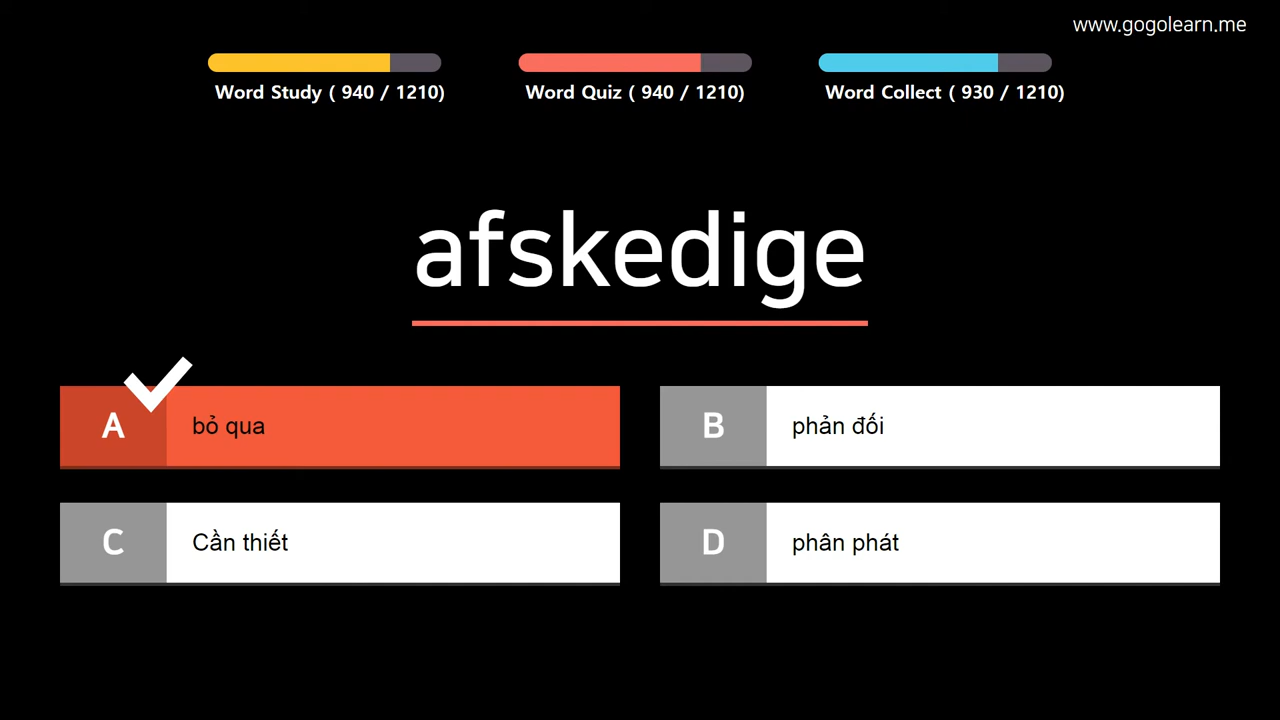 www.gogolearn.me
Word Study ( 940 / 1210)
Word Quiz ( 940 / 1210)
Word Collect ( 930 / 1210)
afskedige
A bỏ qua
B phản đối
C Cần thiết
D phân phát